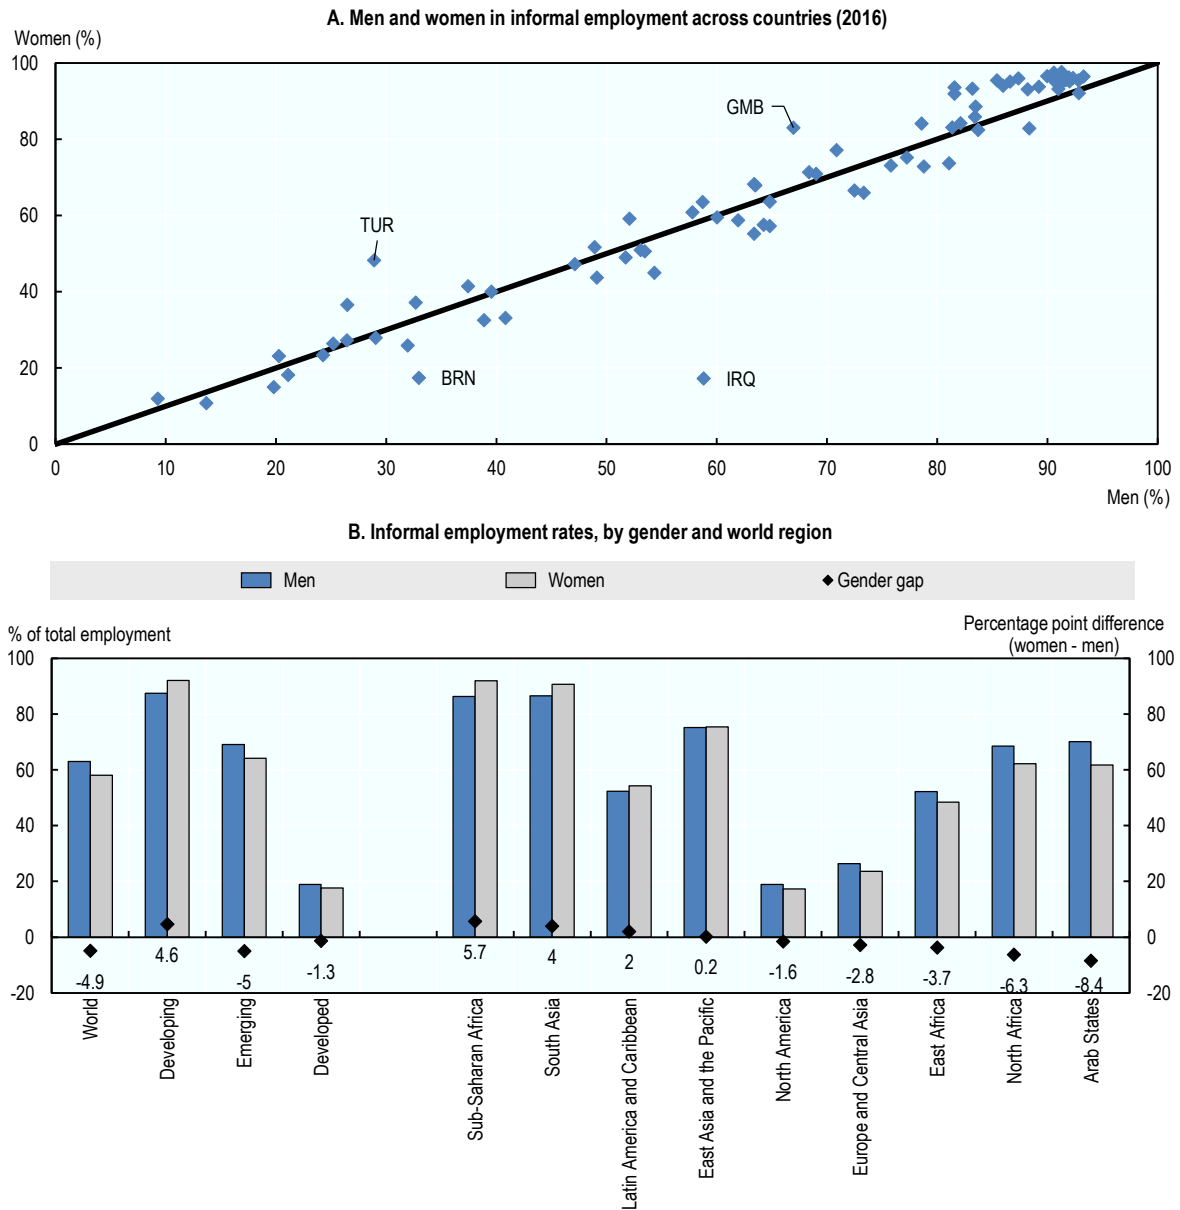 A. Men and women in informal employment across countries (2016)
Women (%)
100
80
60
40
20
0
GMB
TUR
BRN
IRQ
0 10 20 30 40 50 60 70 80 90 100
Men (%)
B. Informal employment rates, by gender and world region
Men Women Gender gap
% of total employment
Percentage point difference
(women - men)
100 100
80 80
60 60
40 40
20 20
0 0
-20 -20
-4.9 4.6 -5 -1.3 5.7 4 2 0.2 -1.6 -2.8 -3.7 -6.3 -8.4
World
Developing
Emerging
Developed
Sub-Saharan Africa
South Asia
Latin America and Caribbean
East Asia and the Pacific
North America
Europe and Central Asia
East Africa
North Africa
Arab States